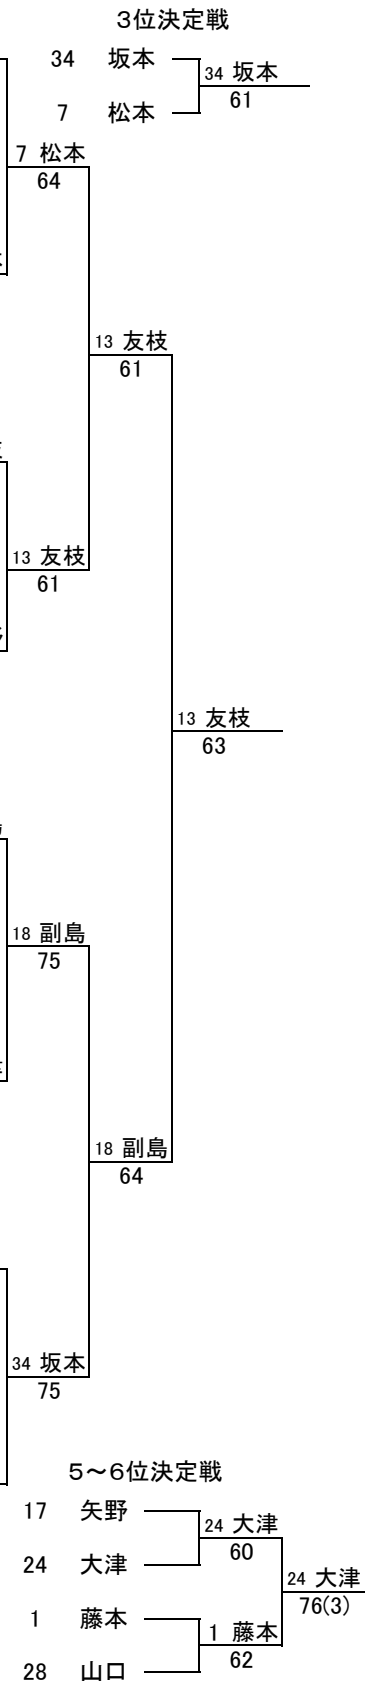 3位決定戦
34 坂本
34 坂本
61
7 松本
7 松本
64
13 友枝
61
13 友枝
61
13 友枝
63
18 副島
75
18 副島
64
34 坂本
75
5～6位決定戦
17 矢野
24 大津
60
24 大津
24 大津
76(3)
1 藤本
1 藤本
62
28 山口